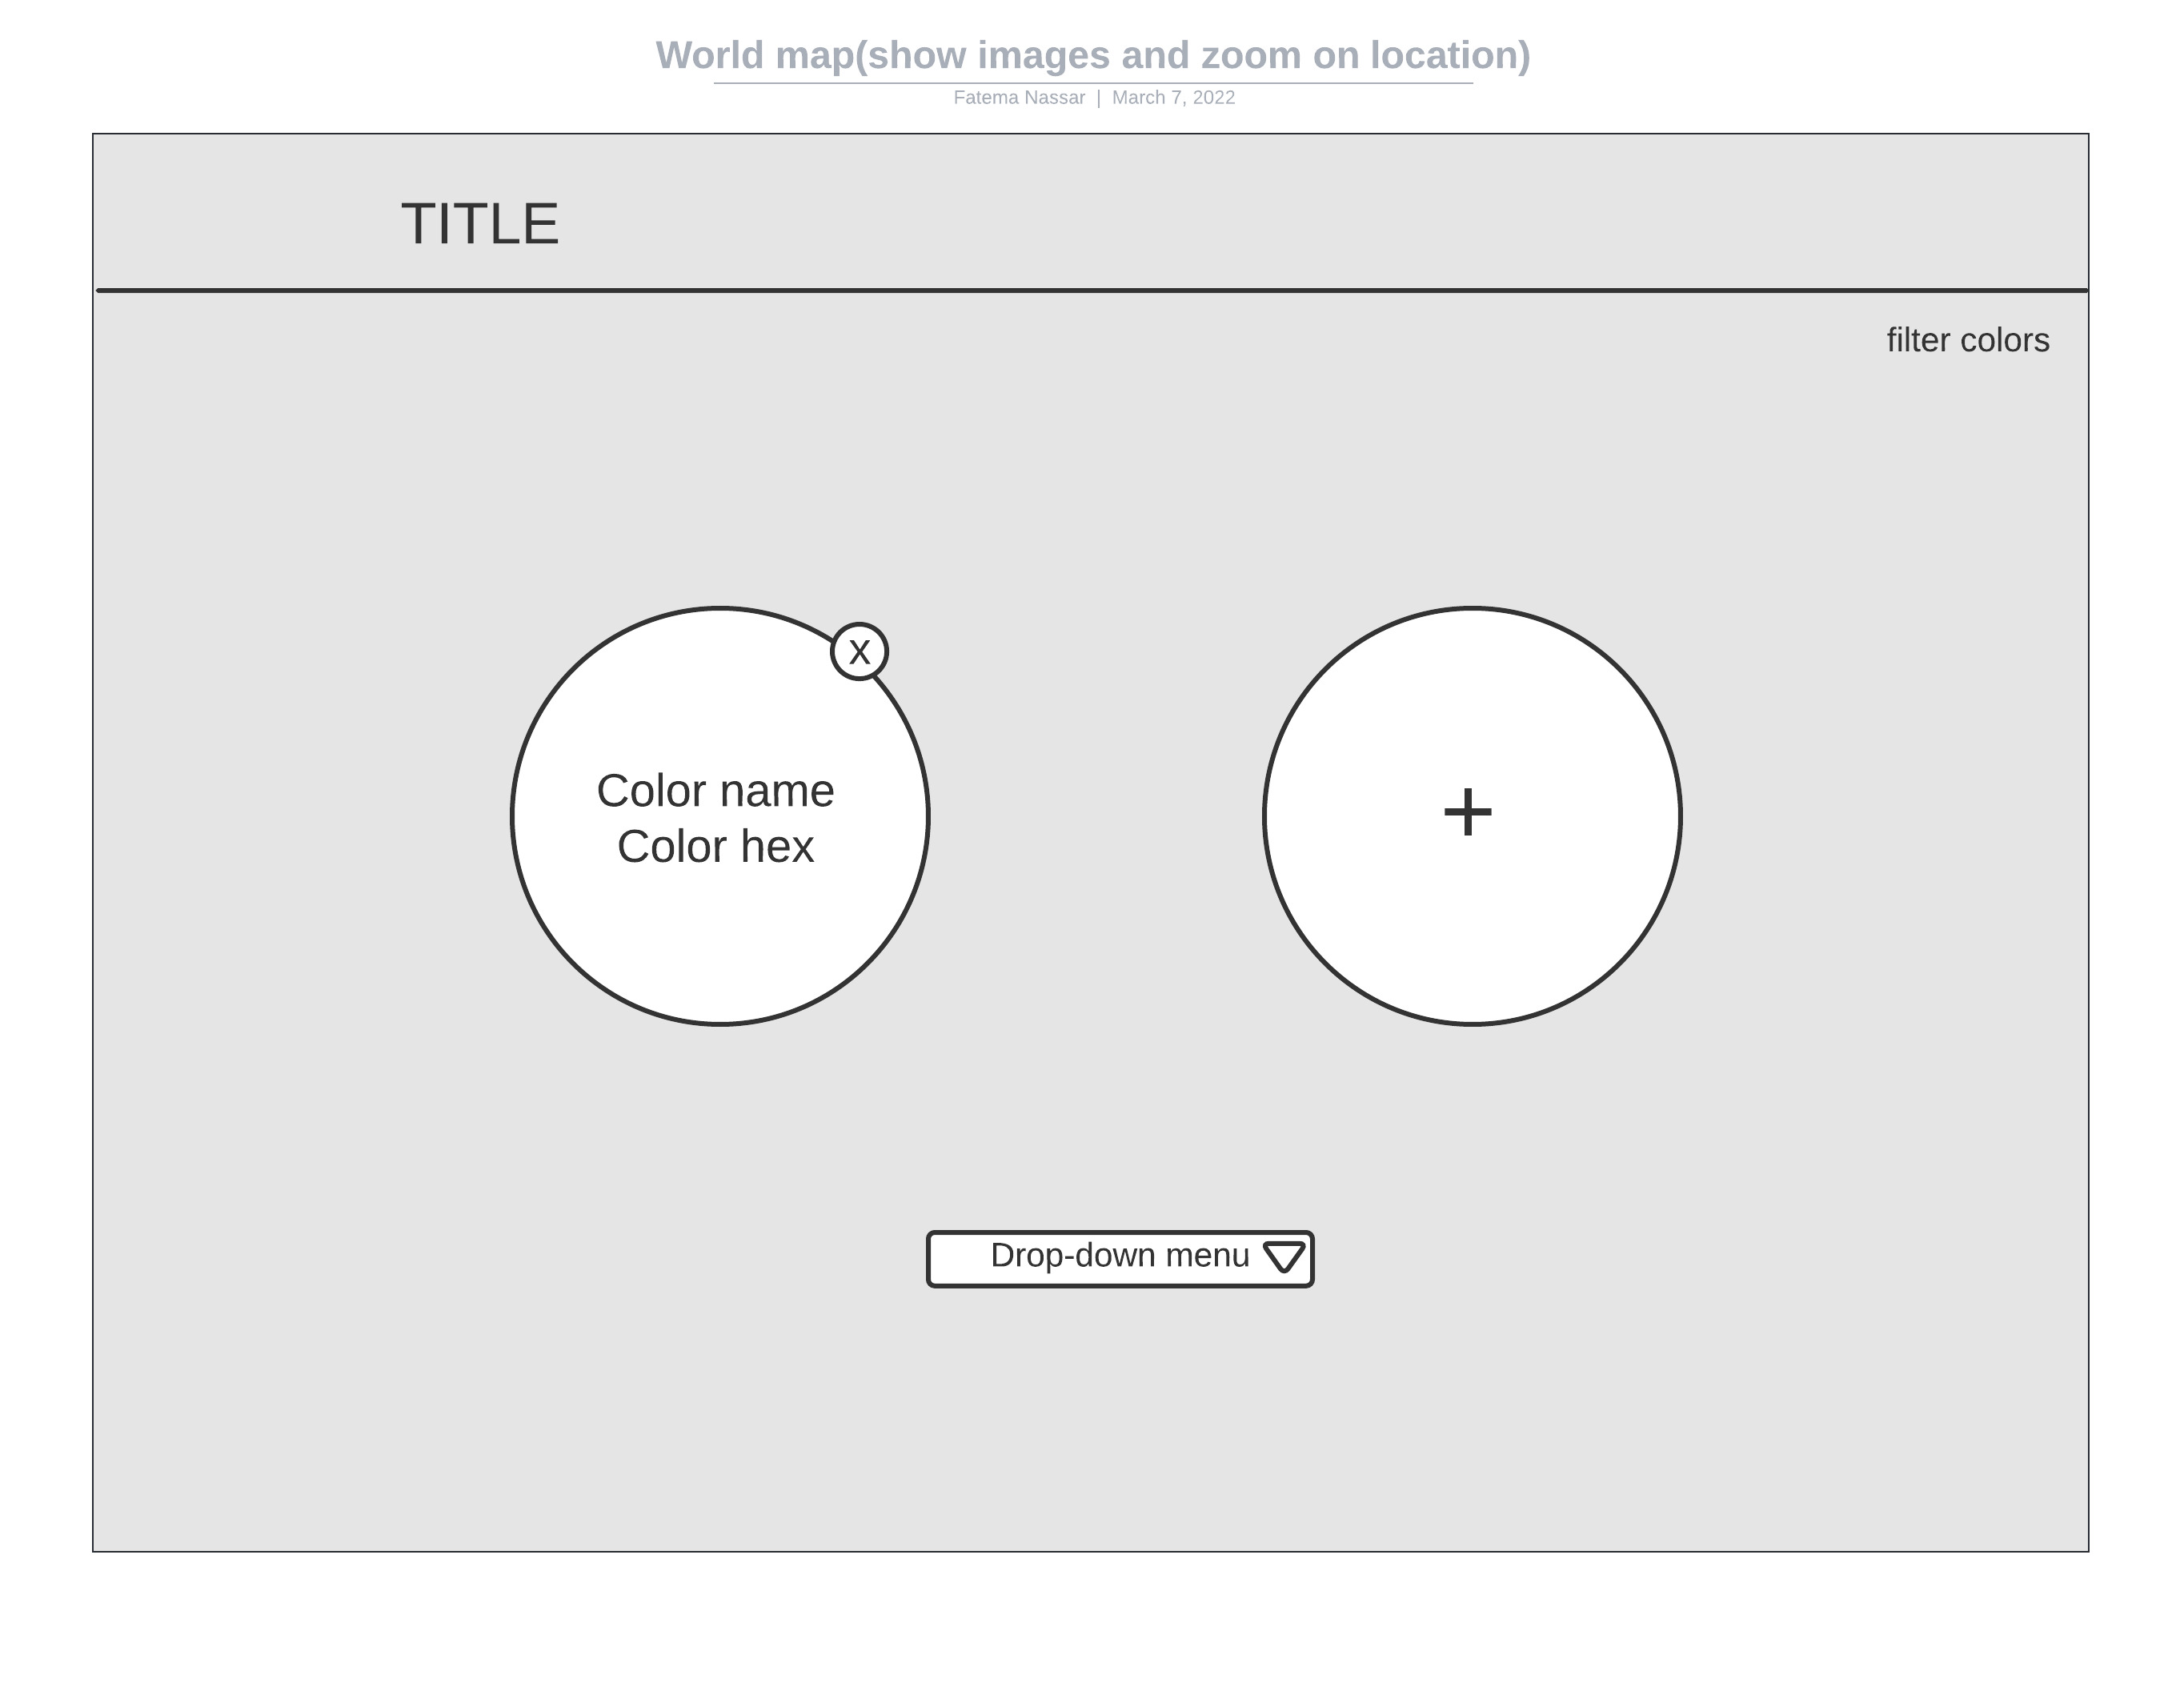 World map(show images and zoom on location)
Fatema Nassar | March 7, 2022
TITLE
filter colors
X
Color name
Color hex
+
Drop-down menu